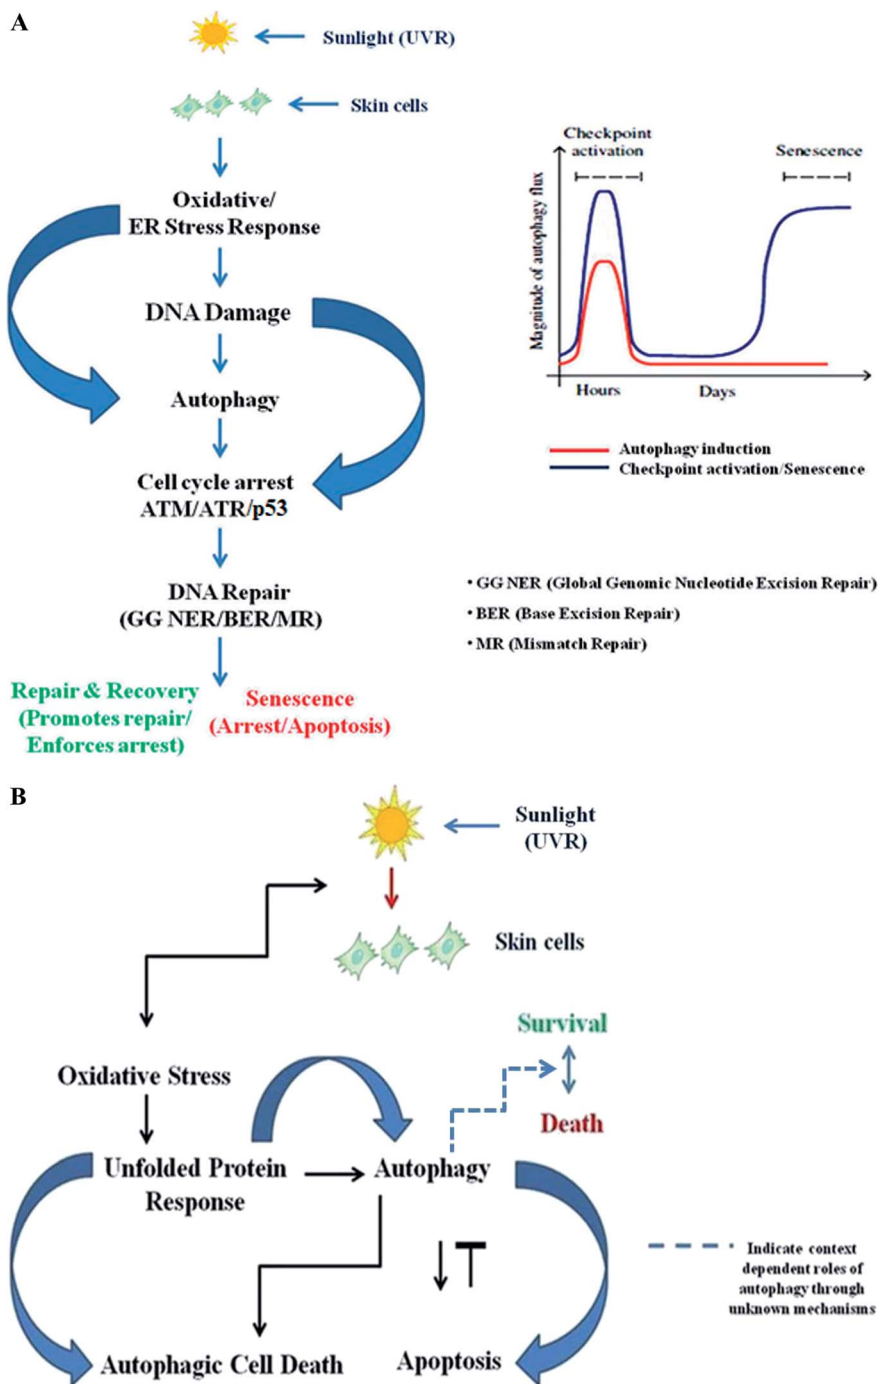 A
Sunlight (UVR)
Skin cells
Oxidative/
ER Stress Response
DNA Damage
Autophagy
Cell cycle arrest
ATM/ATR/p53
DNA Repair
(GG NER/BER/MR)
Repair & Recovery
(Promotes repair/
Enforces arrest)
Senescence
(Arrest/Apoptosis)
Checkpoint
activation
Senescence
Magnitude of autophagy flux
Hours
Days
Autophagy induction
Checkpoint activation/Senescence
• GG NER (Global Genomic Nucleotide Excision Repair)
• BER (Base Excision Repair)
• MR (Mismatch Repair)
B
Sunlight
(UVR)
Skin cells
Survival
Death
Oxidative Stress
Unfolded Protein
Response
Autophagy
Autophagic Cell Death
Apoptosis
Indicate context
dependent roles of
autophagy through
unknown mechanisms